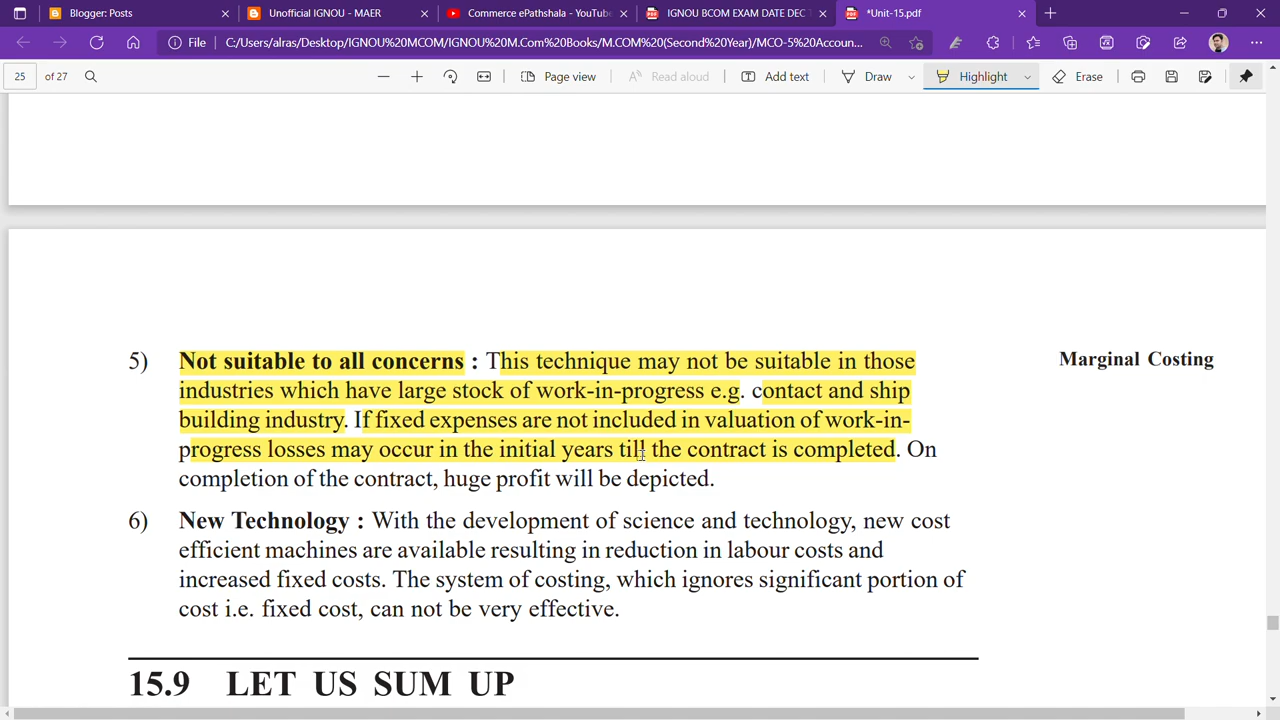 Blogger: Posts
Unofficial IGNOU - MAER
Commerce ePathshala - YouTube
IGNOU BCOM EXAM DATE DEC
*Unit-15.pdf
File
C:/Users/alras/Desktop/IGNOU%20MCOM/IGNOU%20M.Com%20Books/M.COM%20(Second%20Year)/MCO-5%20Accoun...
25 of 27
Page view
Read aloud
Add text
Draw
Highlight
Erase
5) Not suitable to all concerns : This technique may not be suitable in those
Marginal Costing
industries which have large stock of work-in-progress e.g. contact and ship
building industry. If fixed expenses are not included in valuation of work-in-
progress losses may occur in the initial years till the contract is completed. On
completion of the contract, huge profit will be depicted.
6) New Technology : With the development of science and technology, new cost
efficient machines are available resulting in reduction in labour costs and
increased fixed costs. The system of costing, which ignores significant portion of
cost i.e. fixed cost, can not be very effective.
15.9 LET US SUM UP